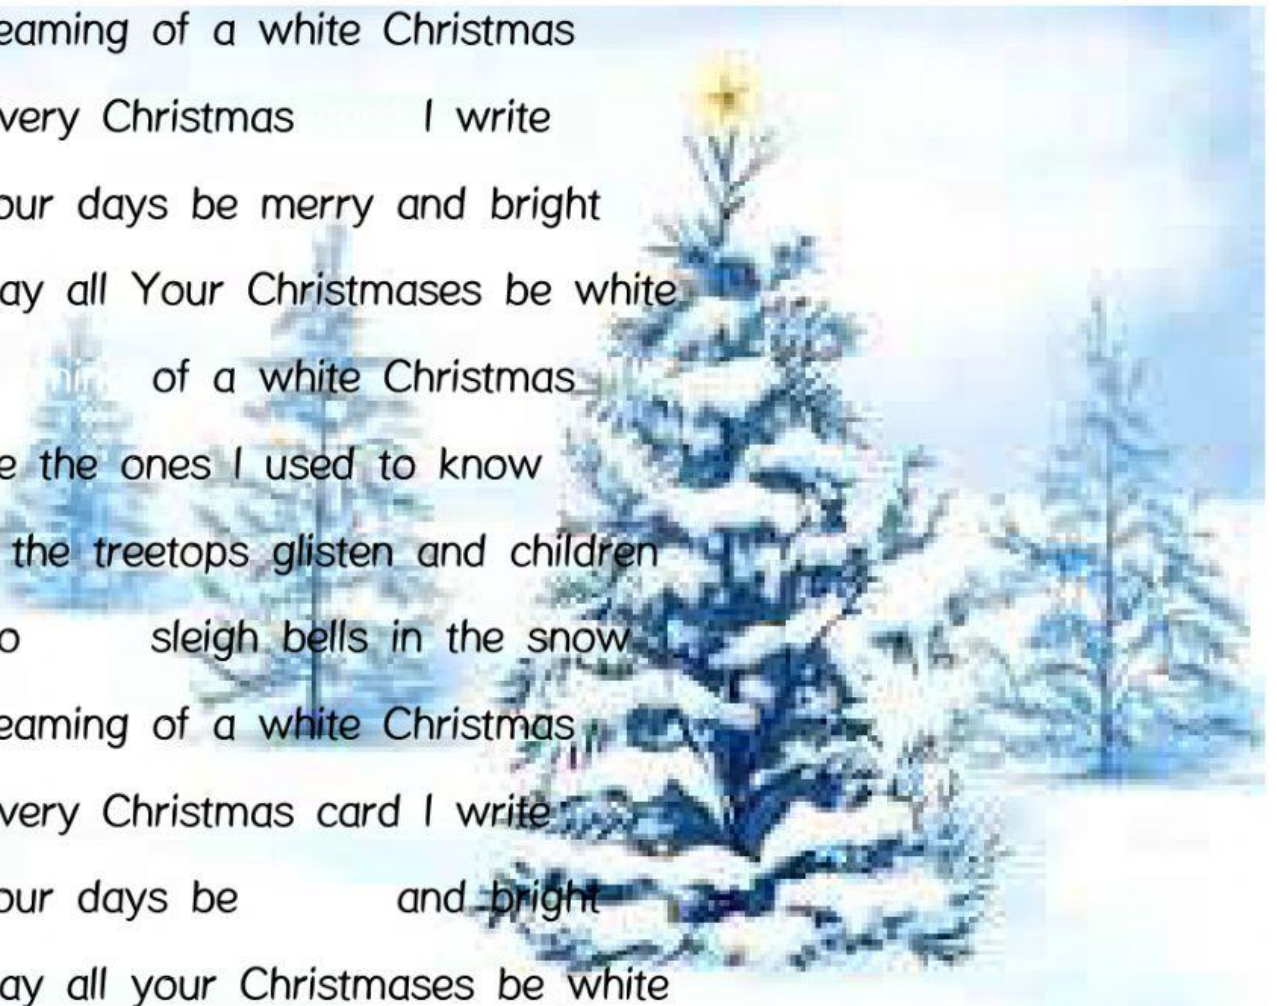 eaming of a white Christmas
very Christmas I write
our days be merry and bright
ay all Your Christmases be white
of a white Christmas
e the ones I used to know
the treetops glisten and children
o sleigh bells in the snow
eaming of a white Christmas
very Christmas card I write
our days be and bright
ay all your Christmases be white